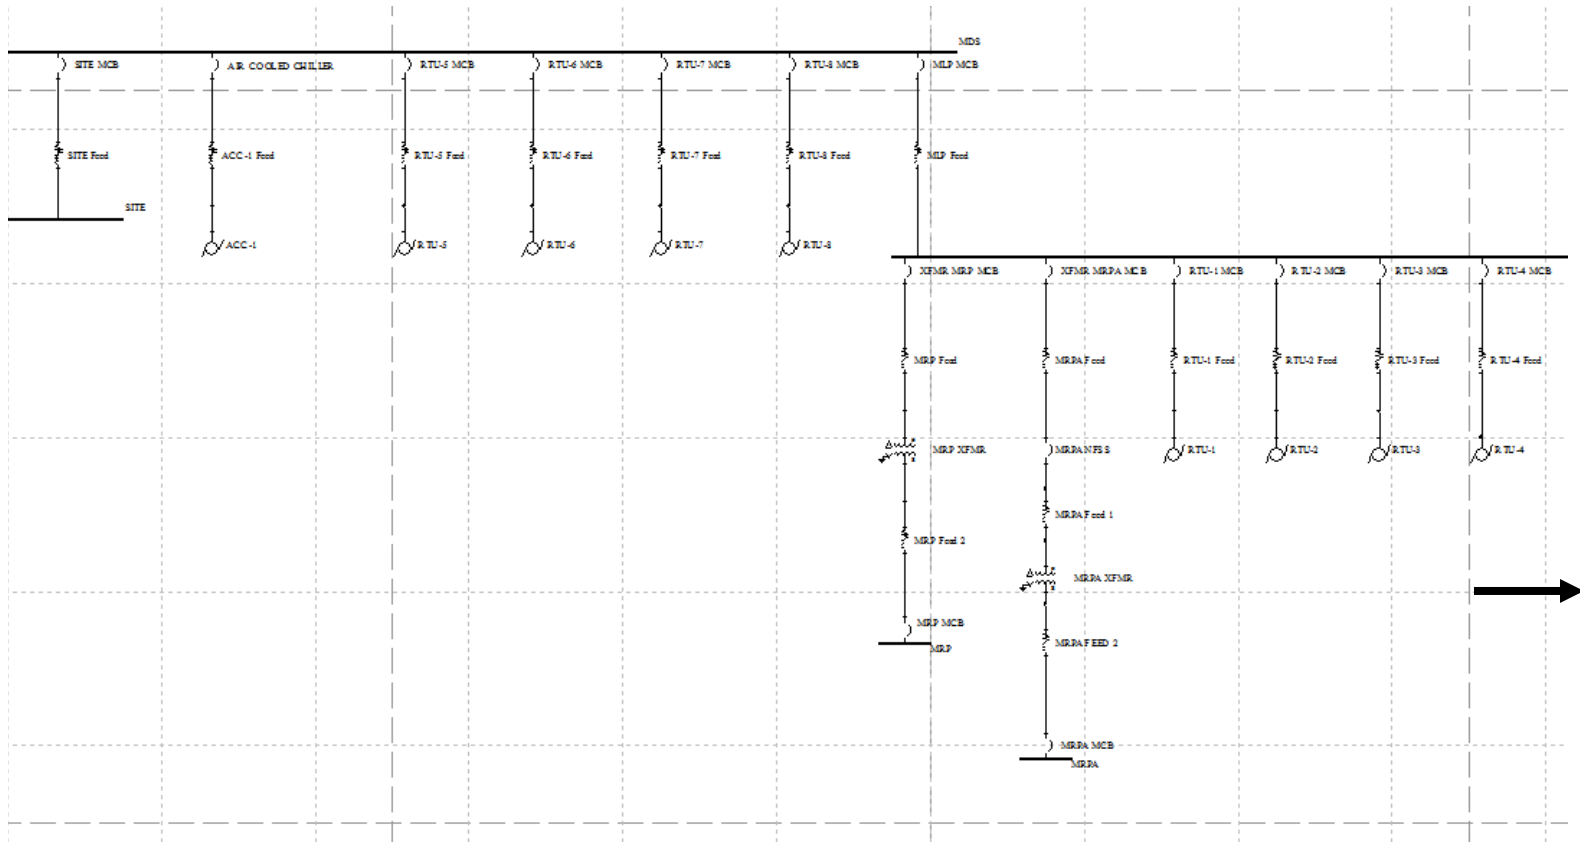 MDS
SITE MCB
AIR COOLED CHILLER
RTU-5 MCB
RTU-6 MCB
RTU-7 MCB
RTU-8 MCB
MLP MCB
SITE Feed
ACC-1 Feed
RTU-5 Feed
RTU-6 Feed
RTU-7 Feed
RTU-8 Feed
MLP Feed
SITE
ACC-1
RTU-5
RTU-6
RTU-7
RTU-8
XFMR MRP MCB
XFMR MRPA MCB
RTU-1 MCB
RTU-2 MCB
RTU-3 MCB
RTU-4 MCB
MRP Feed
MRPA Feed
RTU-1 Feed
RTU-2 Feed
RTU-3 Feed
RTU-4 Feed
MRP XFMR
MRPA NFSS
RTU-1
RTU-2
RTU-3
RTU-4
MRPA Feed 1
MRP Feed 2
MRPA XFMR
MRP MCB
MRP
MRPA FEED 2
MRPA MCB
MRPA